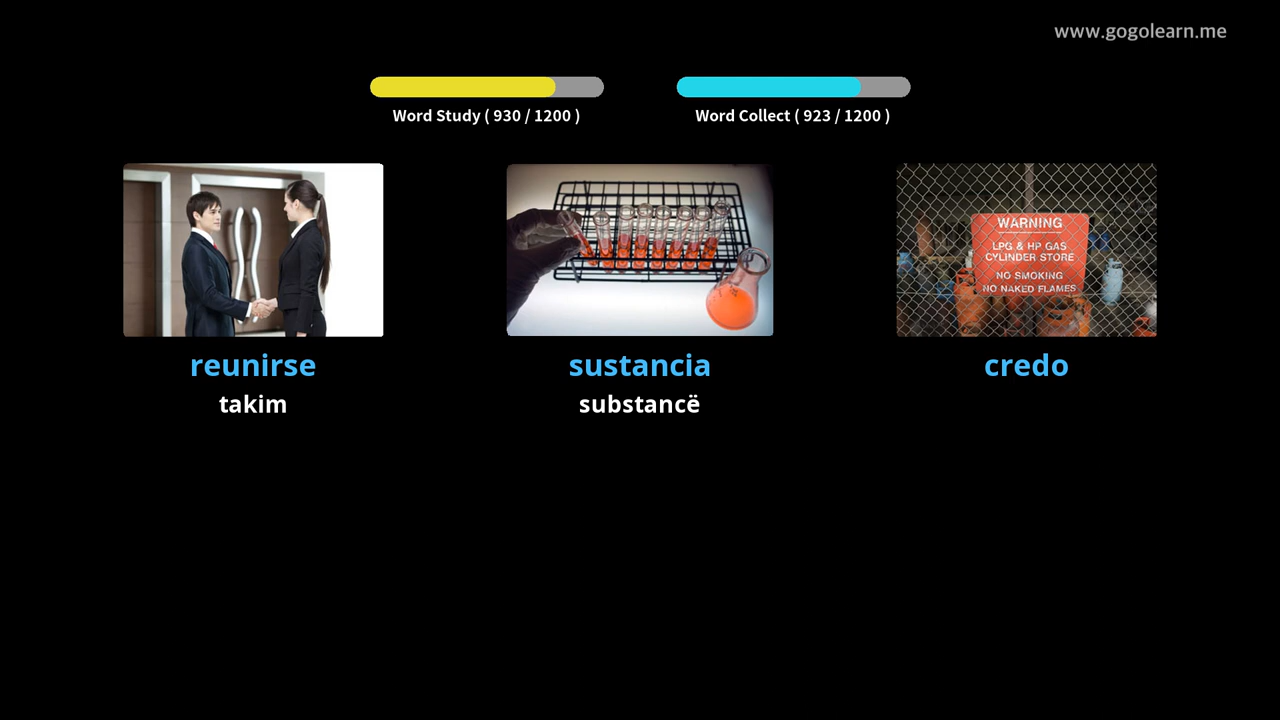 www.gogolearn.me
Word Study ( 930 / 1200 )
Word Collect ( 923 / 1200 )
WARNING
LPG & HP GAS
CYLINDER STORE
NO SMOKING
NO NAKED FLAMES
reunirse
sustancia
credo
takim
substancë